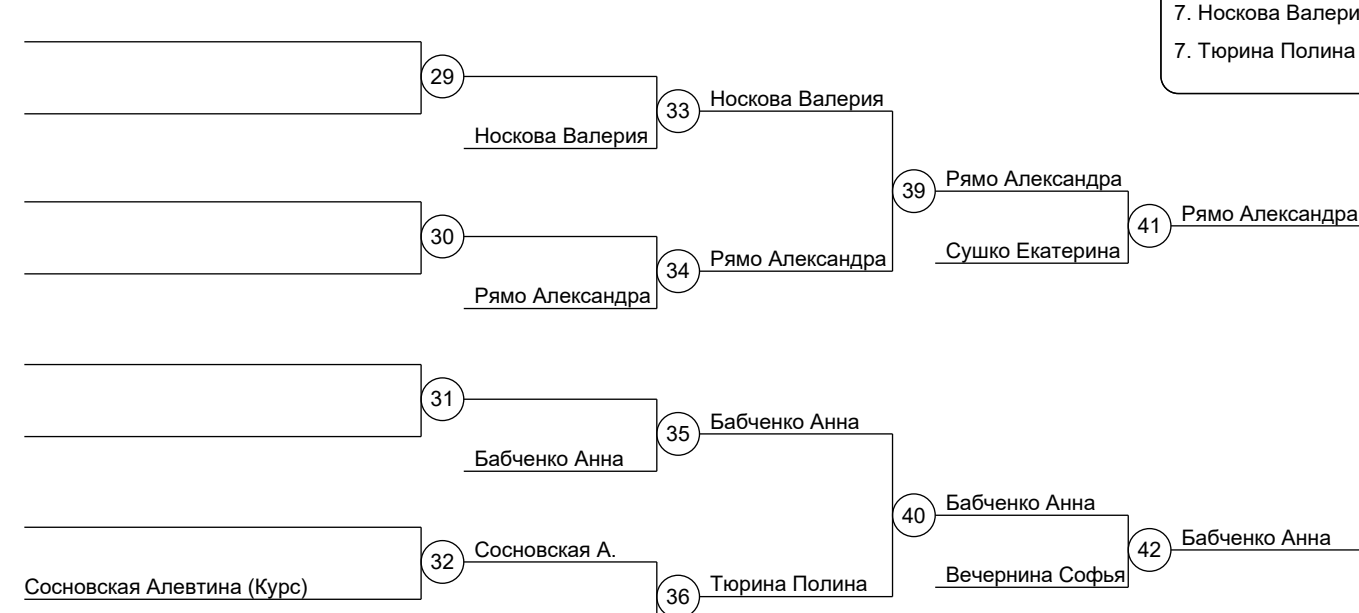 7. Носкова Валери
7. Тюрина Полина
29
33
Носкова Валерия
Носкова Валерия
39
Рямо Александра
30
34
Рямо Александра
Рямо Александра
Сушко Екатерина
41
Рямо Александра
31
35
Бабченко Анна
Бабченко Анна
40
Бабченко Анна
32
Сосновская А.
Сосновская Алевтина (Курс)
36
Тюрина Полина
Вечернина Софья
42
Бабченко Анна